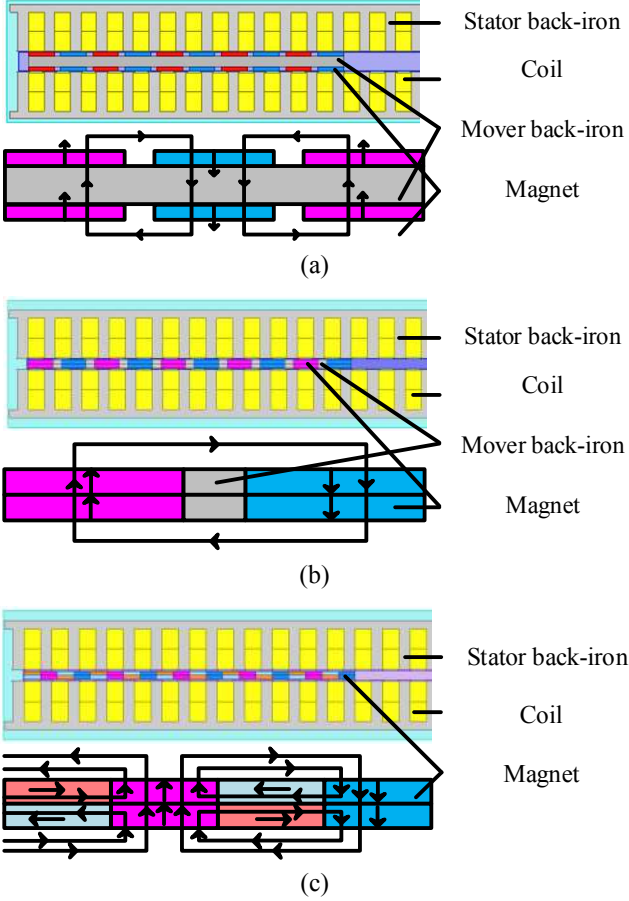 Stator back-iron
Coil
Mover back-iron
Magnet
(a)
Stator back-iron
Coil
Mover back-iron
Magnet
(b)
Stator back-iron
Coil
Magnet
(c)